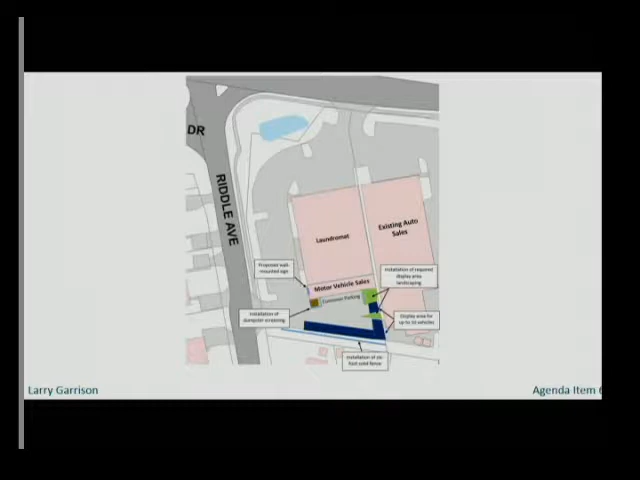 DR
RIDDLE AVE
Laundromat
Existing Auto
Sales
Proposed wall-
mounted sign
Motor Vehicle Sales
Installation of required
display area
landscaping
Customer Parking
Installation of
dumpster screening
Display area for
up to 10 vehicles
Installation of six-
foot solid fence
Larry Garrison
Agenda Item 6